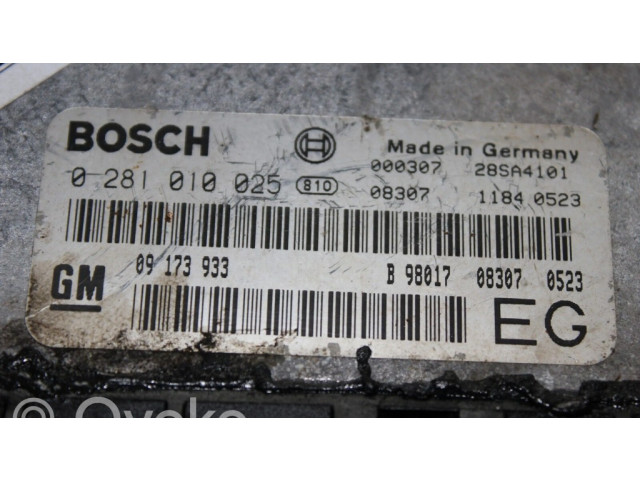 BOSCH
Made in Germany
0 281 010 025 810
000307 28SA4101
08307 1184 0523
GM
09 173 933
B 98017 08307 0523
EG
Ovoko